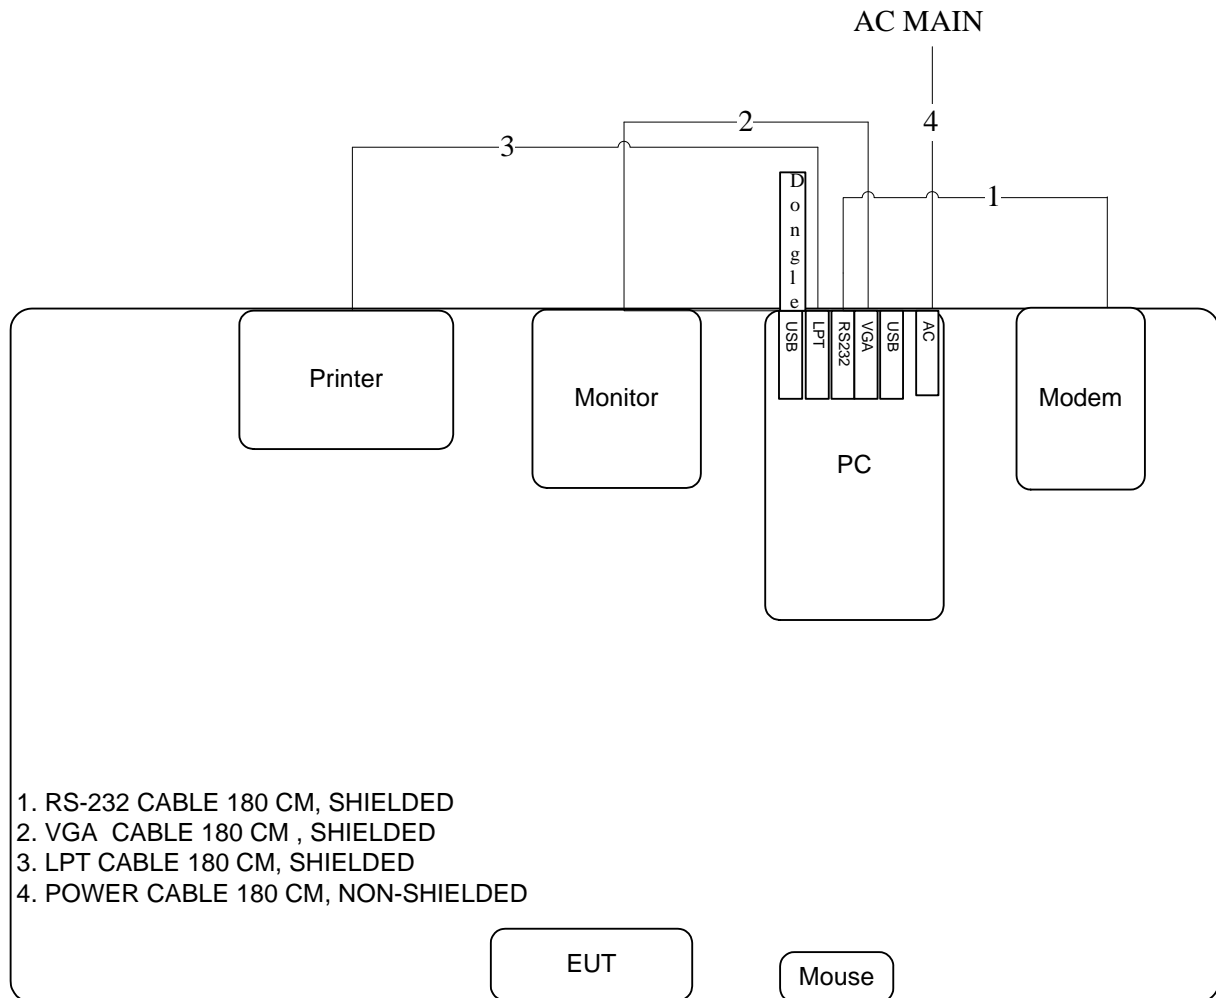 AC MAIN
2
4
3
1
Dongle
USB
LPT
RS232
VGA
USB
AC
Printer
Monitor
Modem
PC
1. RS-232 CABLE 180 CM, SHIELDED
2. VGA  CABLE 180 CM , SHIELDED
3. LPT CABLE 180 CM, SHIELDED
4. POWER CABLE 180 CM, NON-SHIELDED
EUT
Mouse